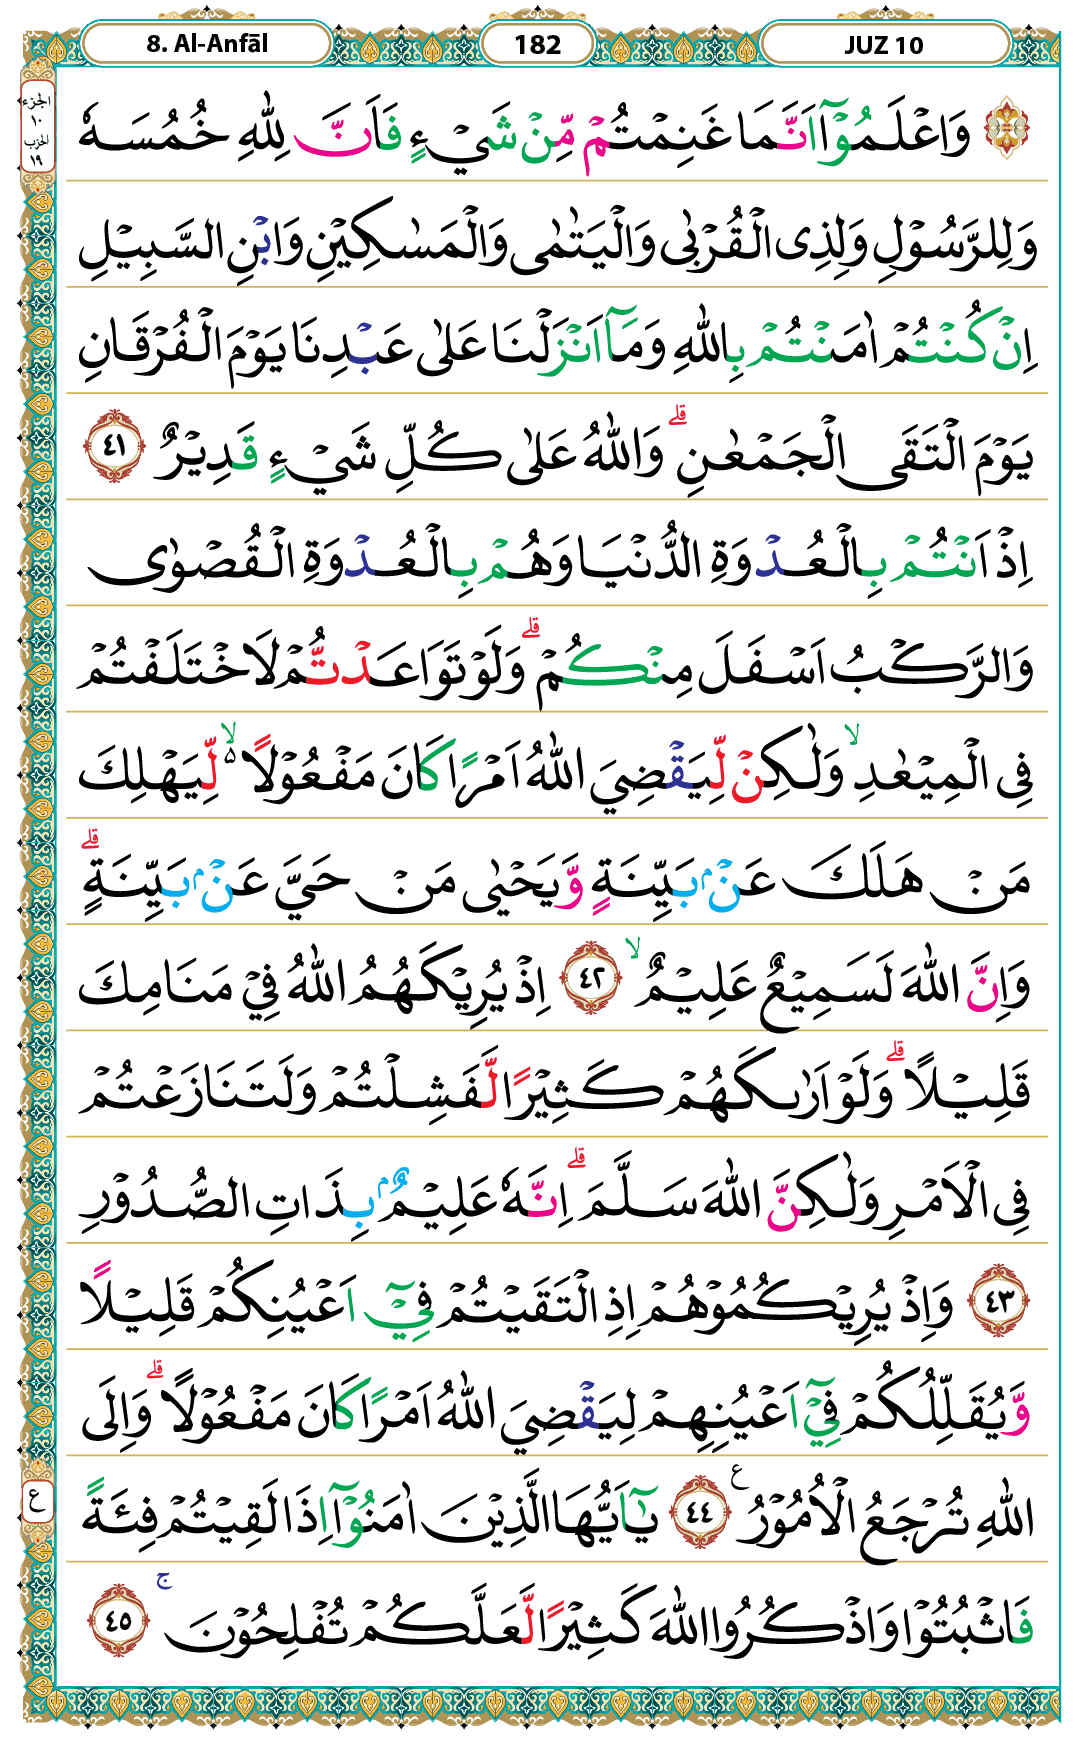 8. Al-Anfāl
182
JUZ 10
الجزء
١٠
الحزب
١٩
وَاعْلَمُوْٓا اَنَّمَا غَنِمْتُمْ مِّنْ شَيْءٍ فَاَنَّ لِلّٰهِ خُمُسَهٗ
وَلِلرَّسُوْلِ وَلِذِى الْقُرْبٰى وَالْيَتٰمٰى وَالْمَسٰكِيْنِ وَابْنِ السَّبِيْلِ
اِنْ كُنْتُمْ اٰمَنْتُمْ بِاللّٰهِ وَمَآ اَنْزَلْنَا عَلٰى عَبْدِنَا يَوْمَ الْفُرْقَانِ
يَوْمَ الْتَقَى الْجَمْعٰنِ ۗ وَاللّٰهُ عَلٰى كُلِّ شَيْءٍ قَدِيْرٌ ٤١
اِذْ اَنْتُمْ بِالْعُدْوَةِ الدُّنْيَا وَهُمْ بِالْعُدْوَةِ الْقُصْوٰى
وَالرَّكْبُ اَسْفَلَ مِنْكُمْ ۗ وَلَوْ تَوَاعَدْتُّمْ لَاخْتَلَفْتُمْ
فِى الْمِيْعٰدِ ۙ وَلٰكِنْ لِّيَقْضِيَ اللّٰهُ اَمْرًا كَانَ مَفْعُوْلًا ۙ٥ لِّيَهْلِكَ
مَنْ هَلَكَ عَنْۢ بَيِّنَةٍ وَّيَحْيٰى مَنْ حَيَّ عَنْۢ بَيِّنَةٍ ۗ
وَاِنَّ اللّٰهَ لَسَمِيْعٌ عَلِيْمٌ ۙ ٤٢ اِذْ يُرِيْكَهُمُ اللّٰهُ فِيْ مَنَامِكَ
قَلِيْلًا ۗ وَلَوْ اَرٰىكَهُمْ كَثِيْرًا لَّفَشِلْتُمْ وَلَتَنَازَعْتُمْ
فِى الْاَمْرِ وَلٰكِنَّ اللّٰهَ سَلَّمَ ۗ اِنَّهٗ عَلِيْمٌۢ بِذَاتِ الصُّدُوْرِ
٤٣ وَاِذْ يُرِيْكُمُوْهُمْ اِذِ الْتَقَيْتُمْ فِيْٓ اَعْيُنِكُمْ قَلِيْلًا
وَّيُقَلِّلُكُمْ فِيْٓ اَعْيُنِهِمْ لِيَقْضِيَ اللّٰهُ اَمْرًا كَانَ مَفْعُوْلًا ۗ وَاِلَى
اللّٰهِ تُرْجَعُ الْاُمُوْرُ ع ٤٤ يٰٓاَيُّهَا الَّذِيْنَ اٰمَنُوْٓا اِذَا لَقِيْتُمْ فِئَةً
ع
فَاثْبُتُوْا وَاذْكُرُوا اللّٰهَ كَثِيْرًا لَّعَلَّكُمْ تُفْلِحُوْنَ ۚ ٤٥